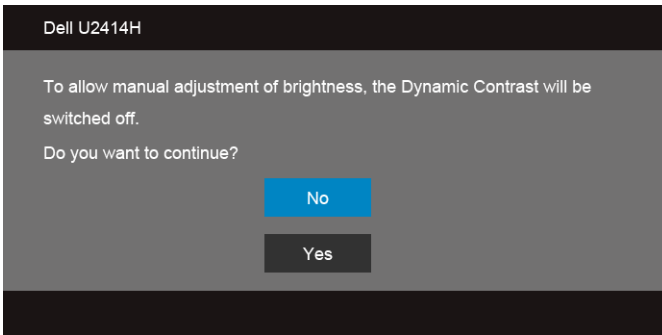 Dell U2414H
To allow manual adjustment of brightness, the Dynamic Contrast will be
switched off.
Do you want to continue?
No
Yes